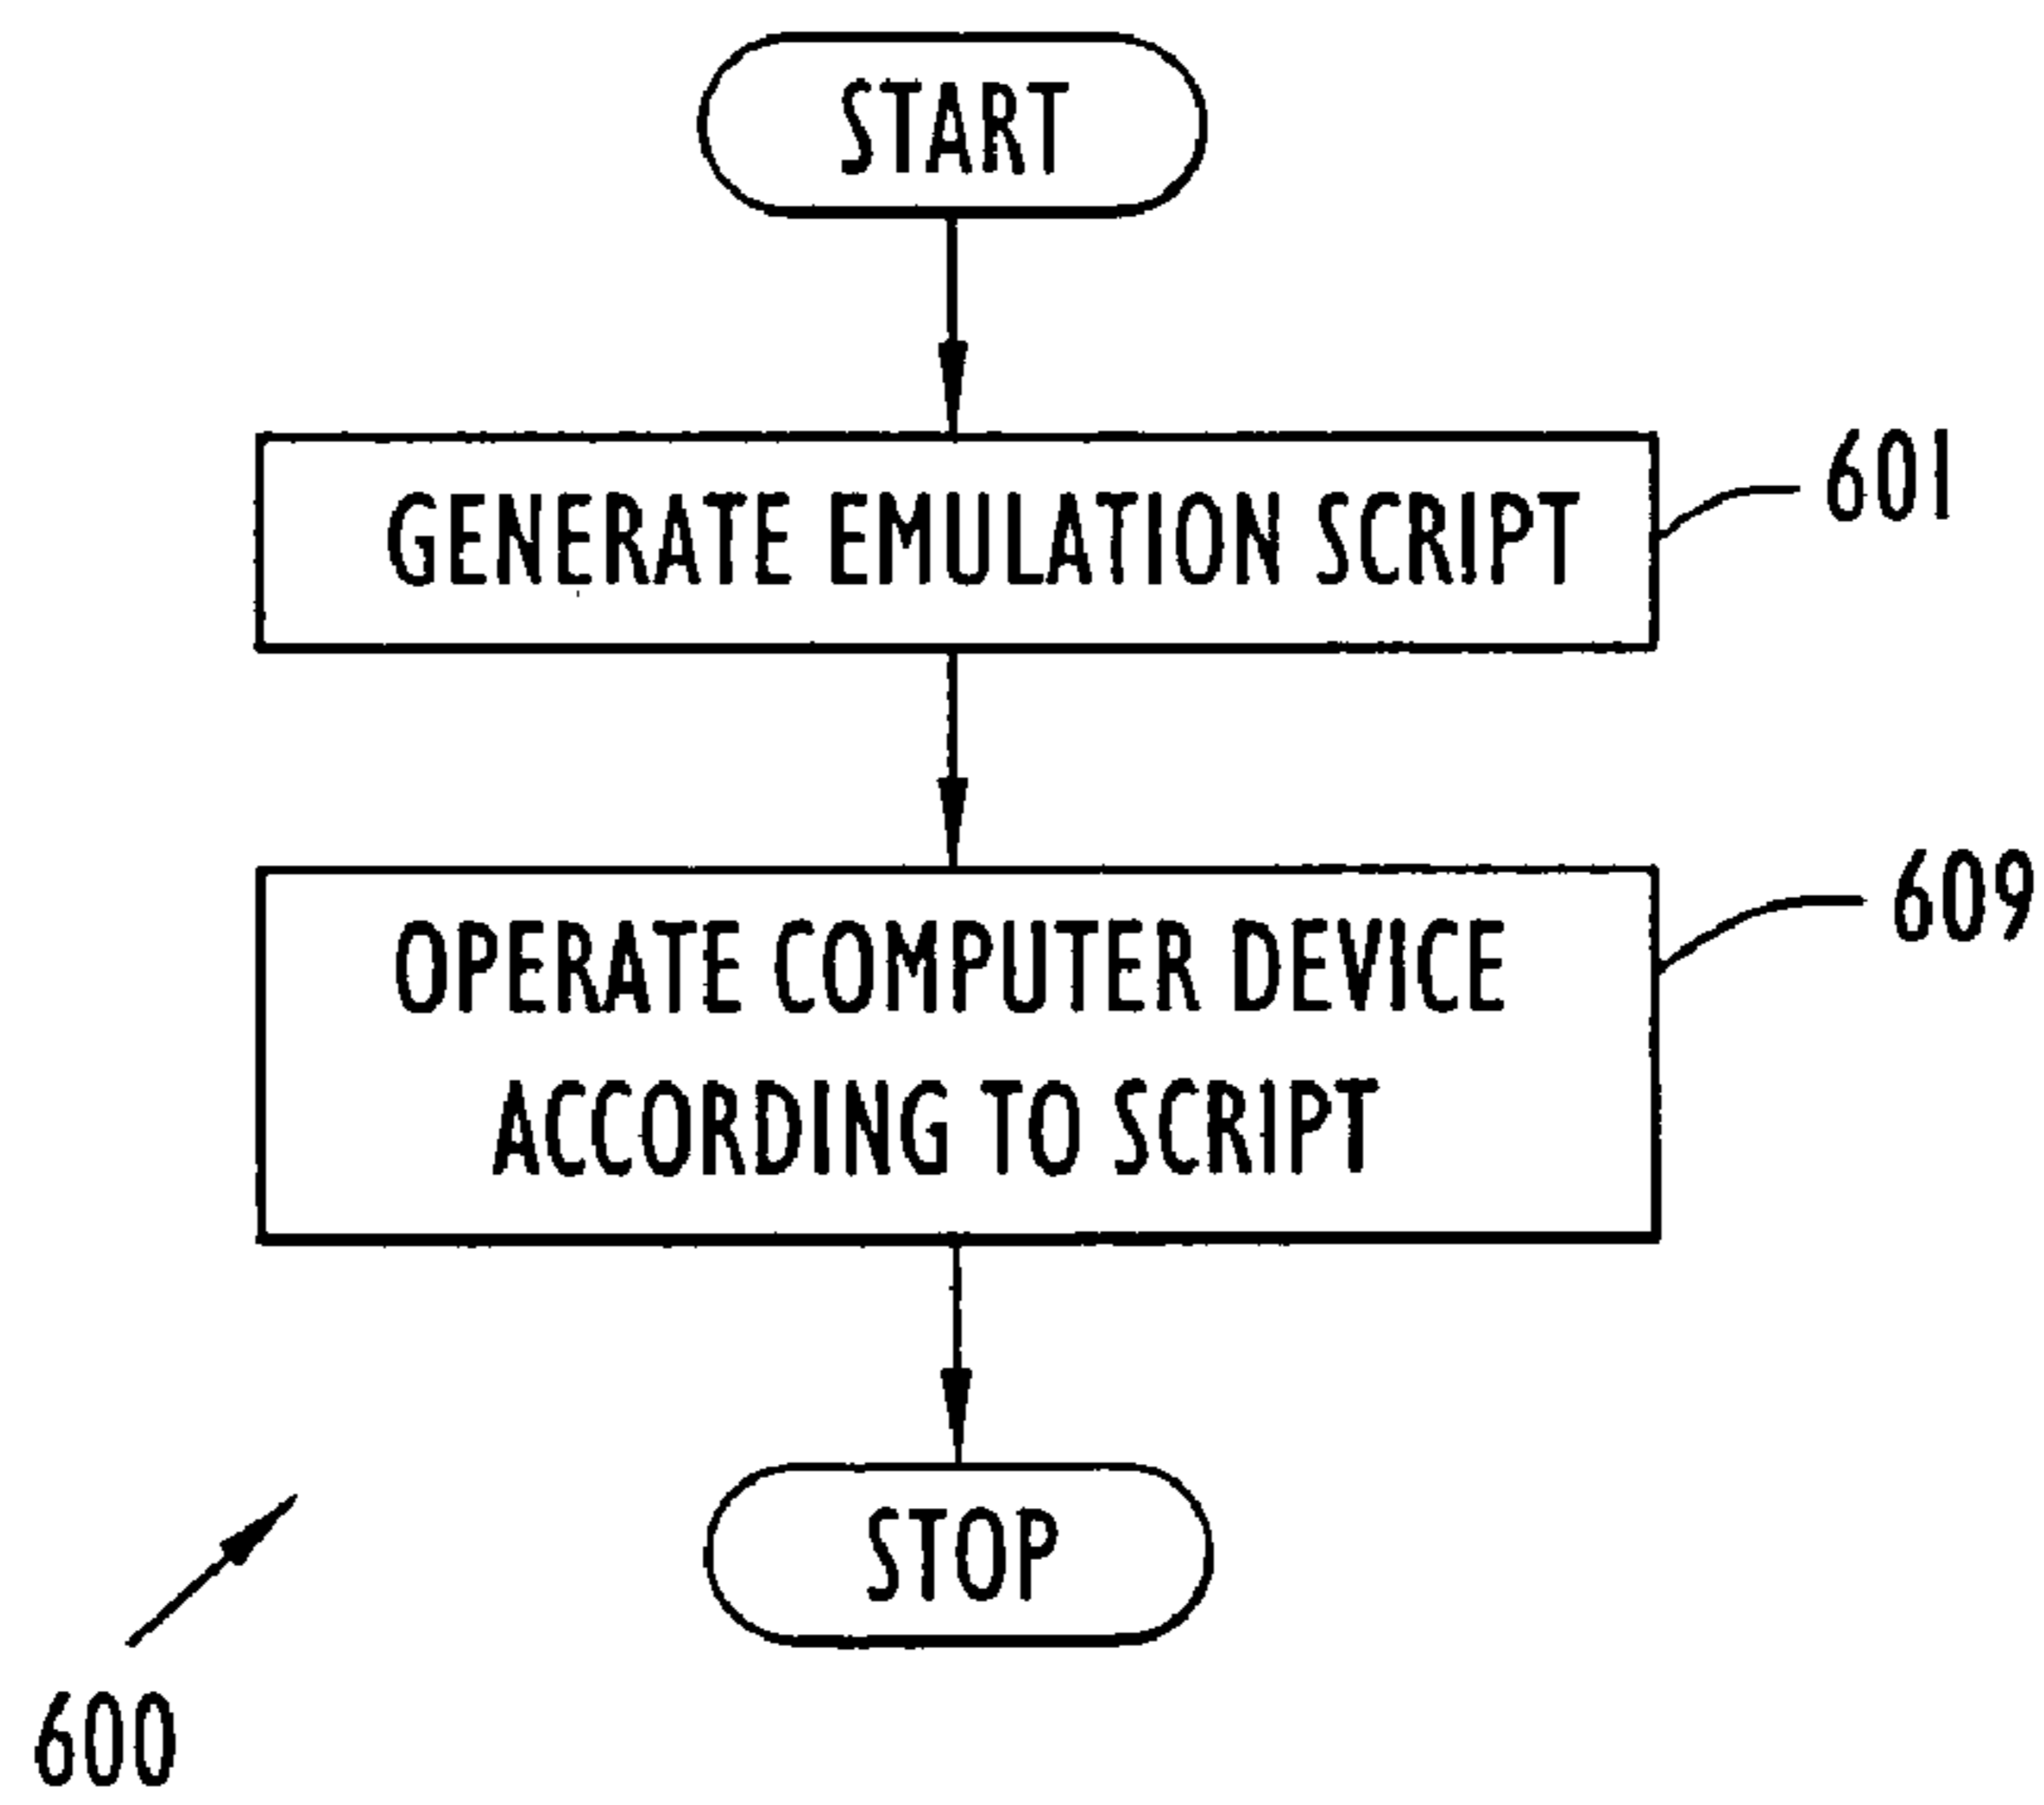 START
GENERATE EMULATION SCRIPT
601
OPERATE COMPUTER DEVICE
ACCORDING TO SCRIPT
609
STOP
600